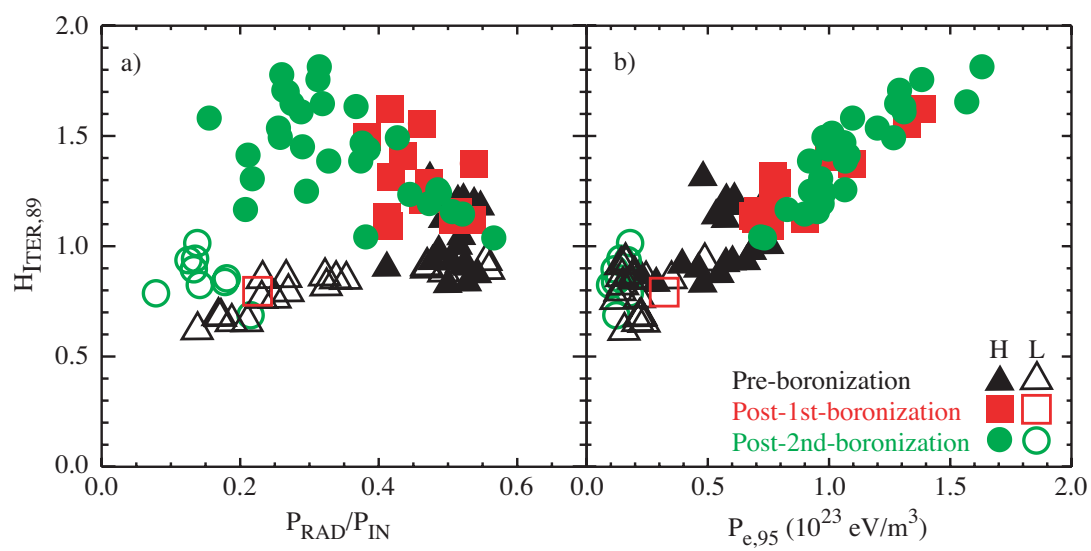 2.0
a)
b)
1.5
H_ITER,89
1.0
0.5
H L
Pre-boronization
Post-1st-boronization
Post-2nd-boronization
0.0
0.0 0.2 0.4 0.6 0.5 1.0 1.5 2.0
P_RAD/P_IN
P_e,95 (10^23 eV/m^3)